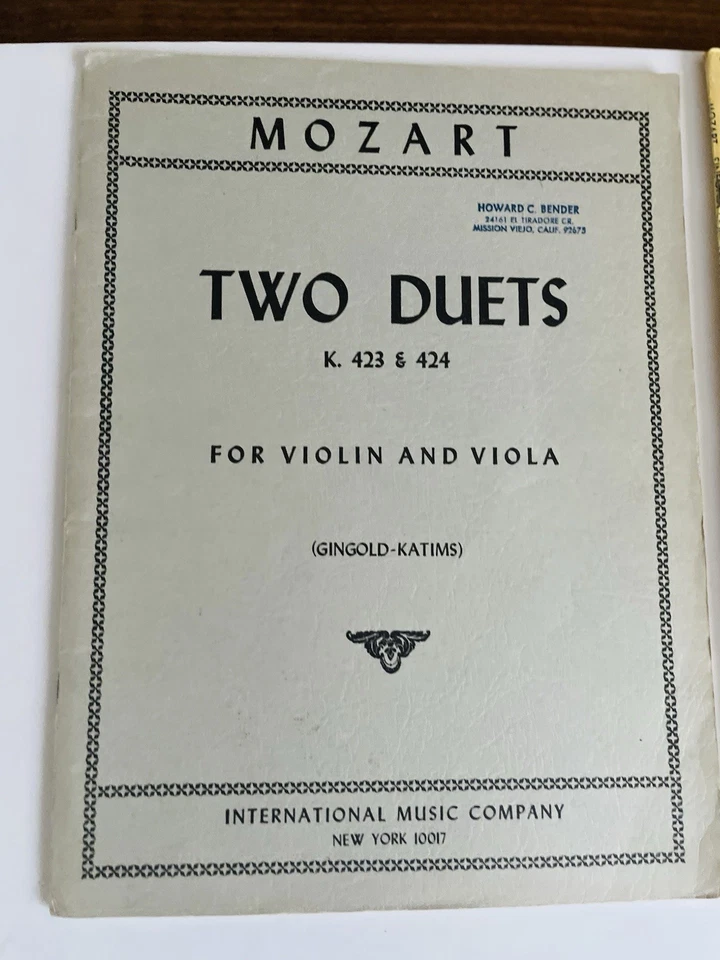 MOZART
HOWARD C. BENDER
24161 EL TIRADORE CR.
MISSION VIEJO, CALIF. 92675
TWO DUETS
K. 423 & 424
FOR VIOLIN AND VIOLA
(GINGOLD-KATIMS)
INTERNATIONAL MUSIC COMPANY
NEW YORK 10017
MOZART